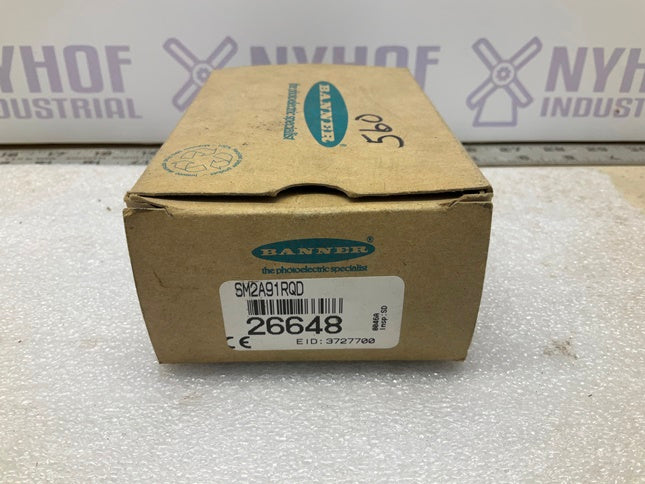 NYHOF
INDUSTRIAL
NYHOF
INDUSTRIAL
BANNER®
the photoelectric specialist
560
BANNER®
the photoelectric specialist
SM2A91RQD
26648
8046A
Insp:SD
CE
EID:3727700